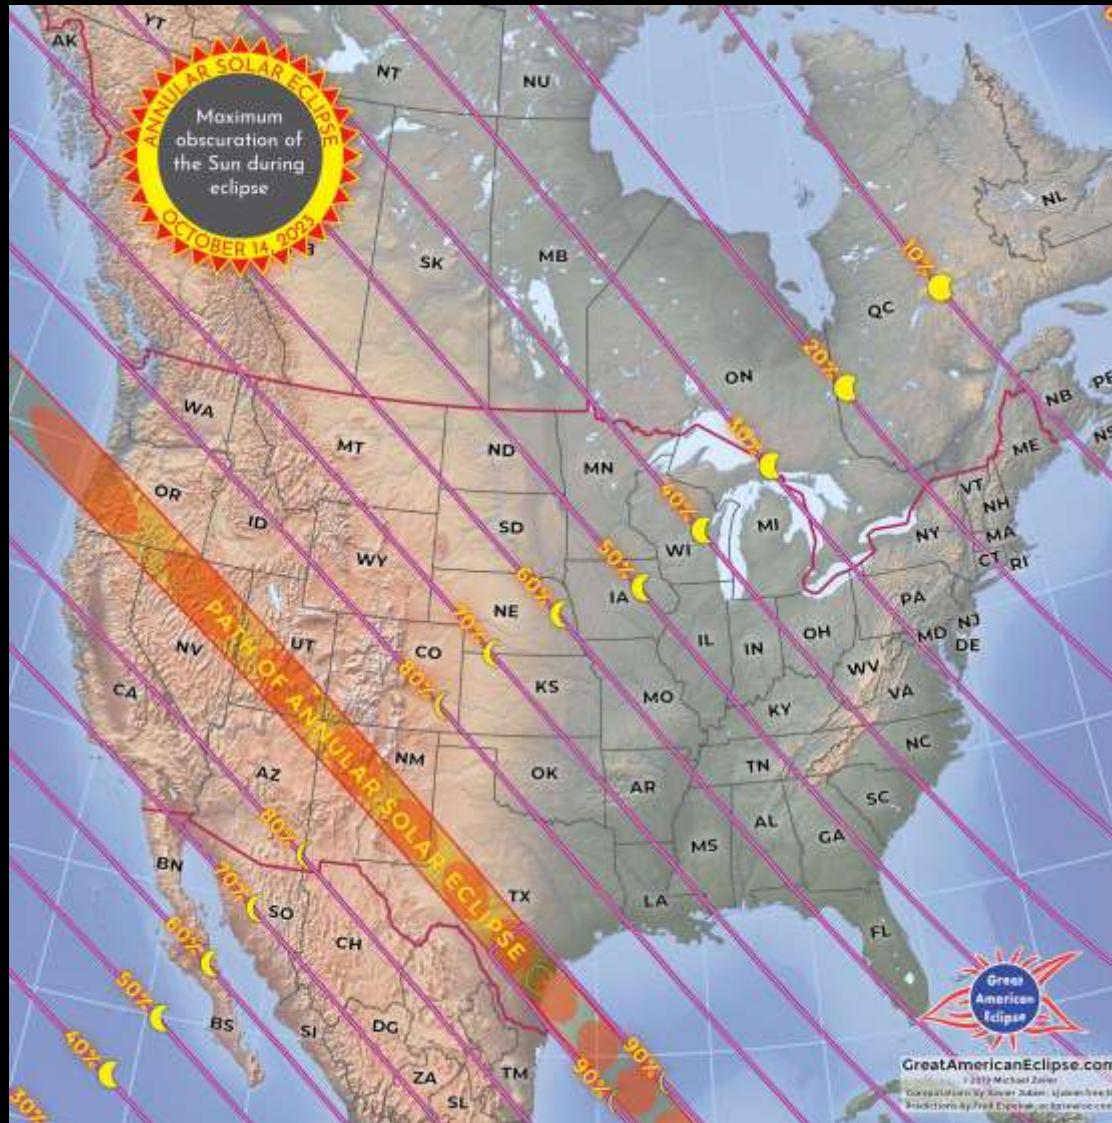 AK
YT
NT
NU
ANNULAR SOLAR ECLIPSE
Maximum
obscuration of
the Sun during
eclipse
OCTOBER 14, 2023
SK
MB
NL
QC
10%
20%
ON
30%
NB
PE
NS
ME
WA
MT
ND
MN
40%
VT
NH
MA
CT
RI
NY
MI
WI
OR
ID
SD
50%
WY
60%
NE
IA
PA
NJ
MD
DE
OH
IL
IN
WV
VA
70%
CO
UT
NV
PATH OF ANNULAR SOLAR ECLIPSE
80%
KS
MO
KY
CA
NC
NM
AZ
OK
AR
TN
SC
AL
GA
MS
80%
BN
70%
SO
TX
LA
FL
CH
60%
50%
BS
SI
DG
40%
ZA
TM
SL
30%
90%
90%
Great
American
Eclipse
GreatAmericanEclipse.com